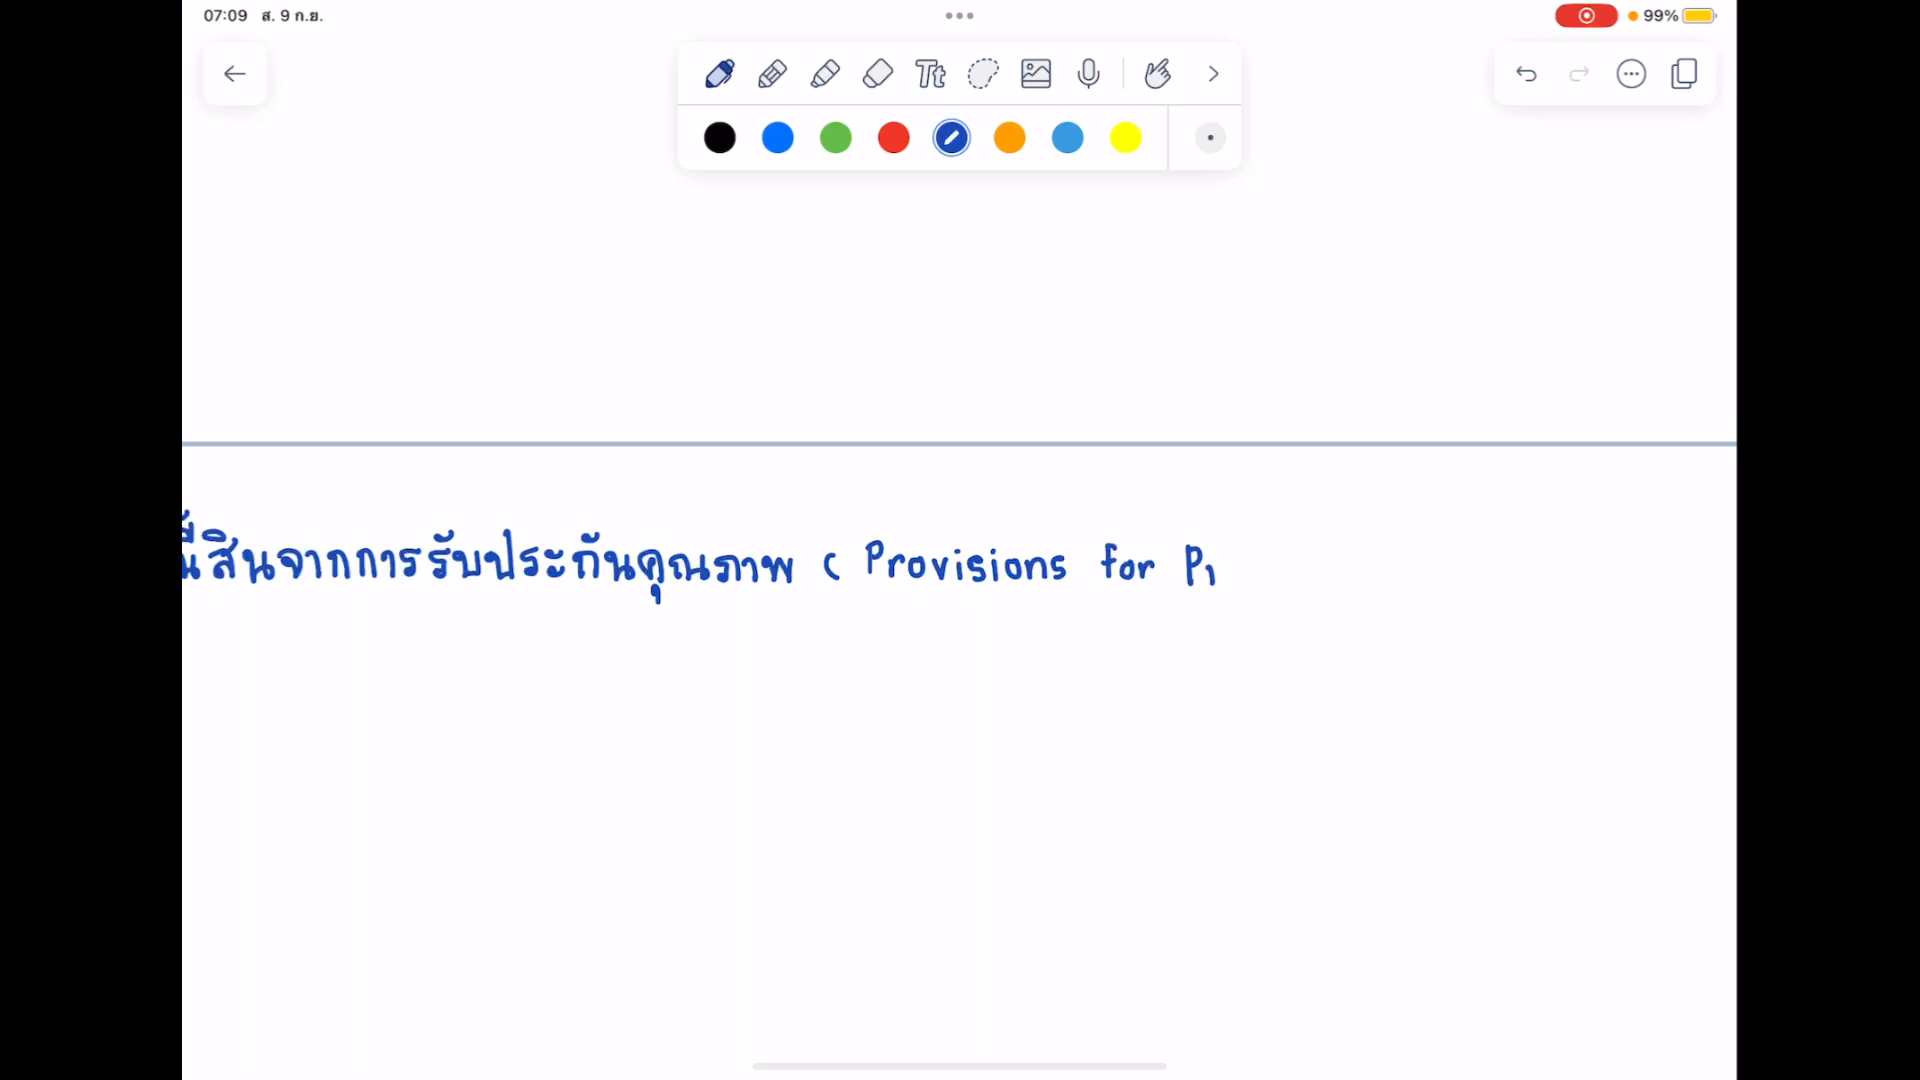 07:09 ส. 9 ก.ย.
99%
Tt
สินจากการรับประกันคุณภาพ ( Provisions for P